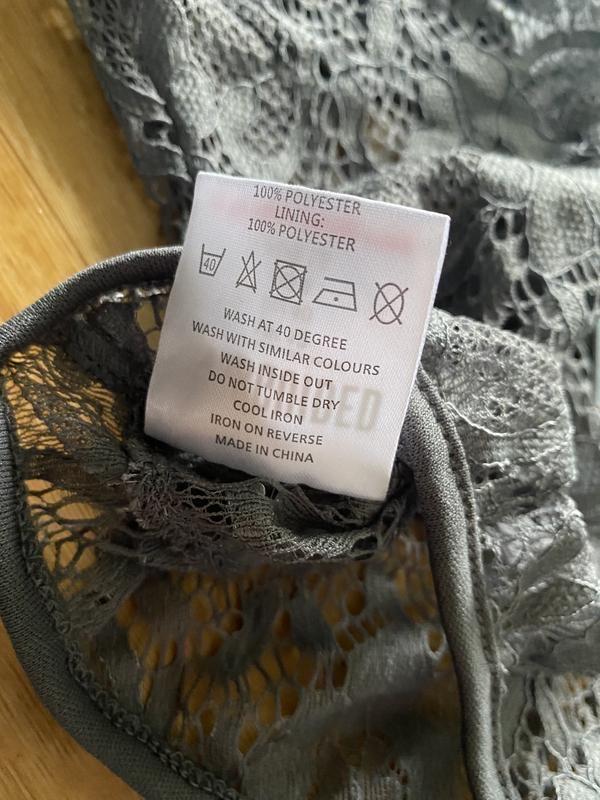 100% POLYESTER
LINING:
100% POLYESTER
40
WASH AT 40 DEGREE
WASH WITH SIMILAR COLOURS
WASH INSIDE OUT
DO NOT TUMBLE DRY
COOL IRON
IRON ON REVERSE
MADE IN CHINA